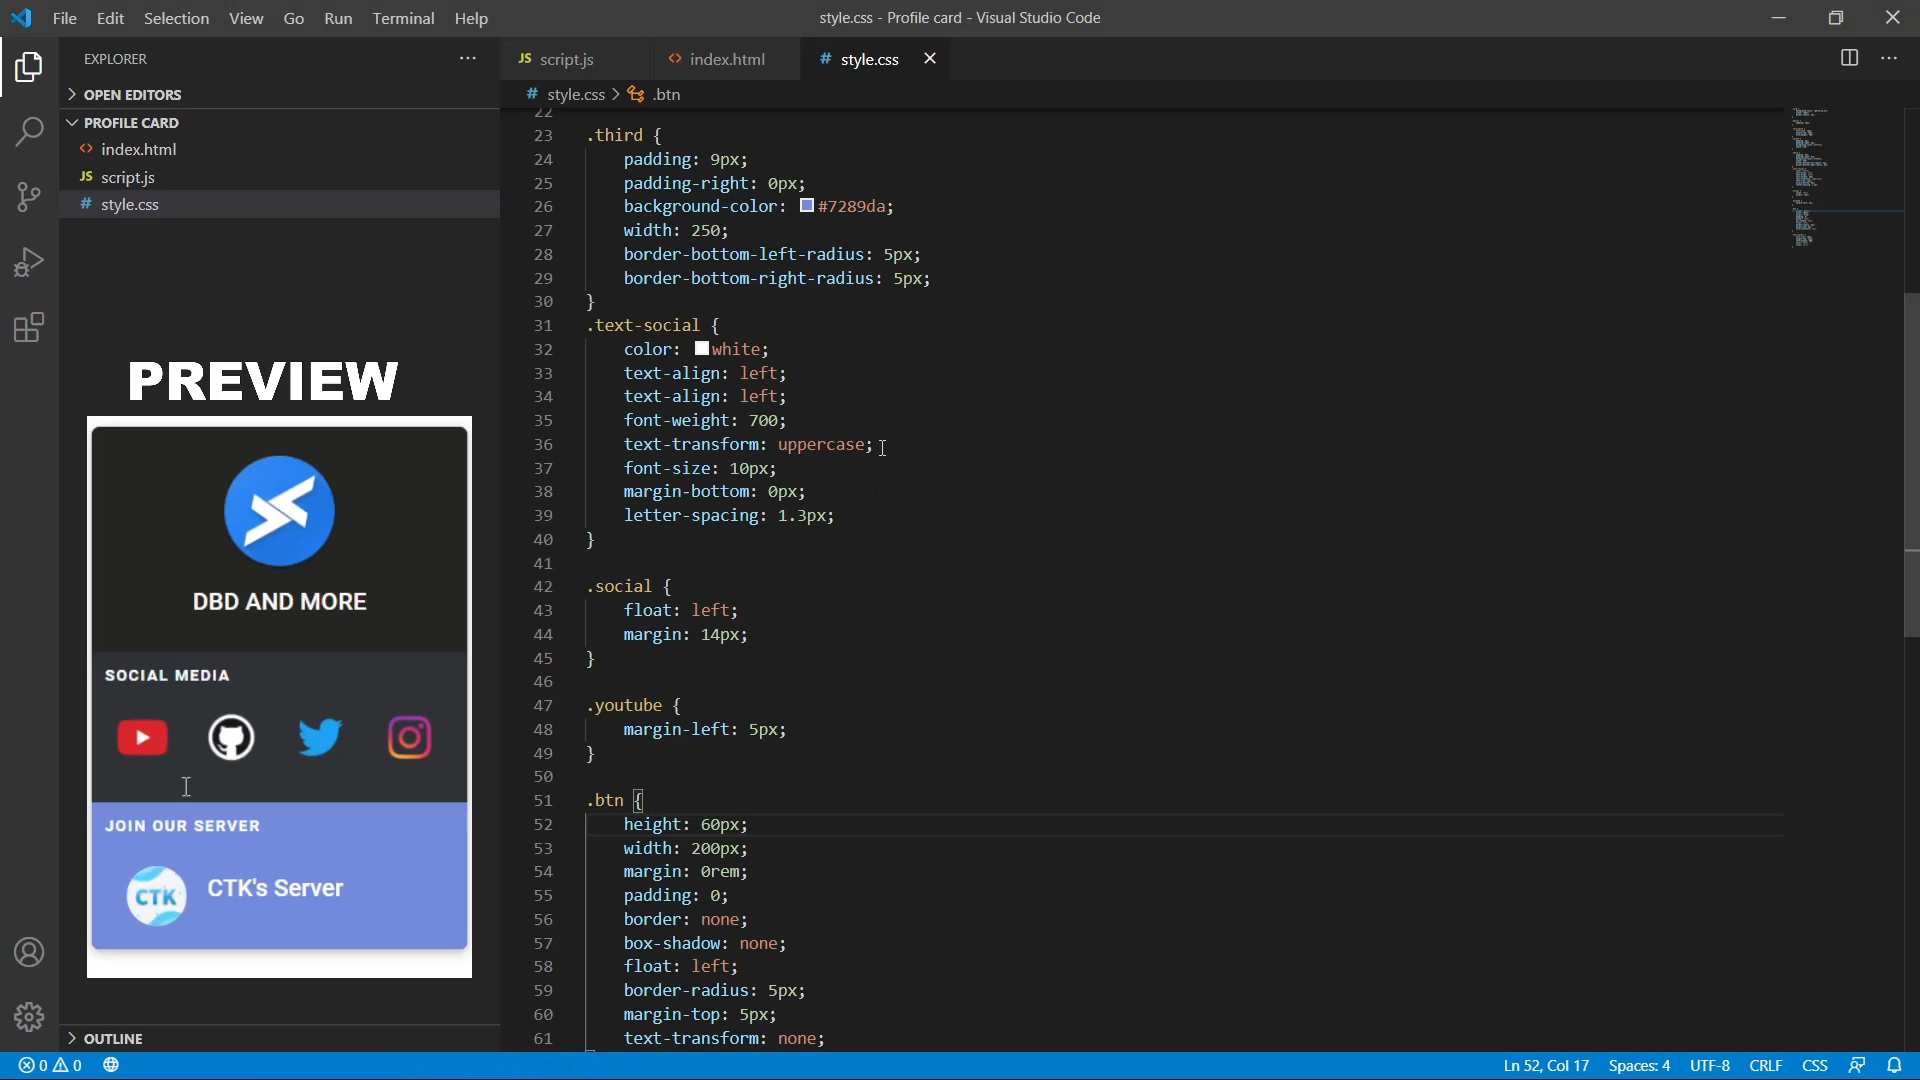 File Edit Selection View Go Run Terminal Help
style.css - Profile card - Visual Studio Code
EXPLORER
OPEN EDITORS
PROFILE CARD
index.html
JS script.js
# style.css
PREVIEW
DBD AND MORE
SOCIAL MEDIA
JOIN OUR SERVER
CTK
CTK's Server
OUTLINE
JS script.js
index.html
# style.css
# style.css > .btn
22
23 .third {
24 padding: 9px;
25 padding-right: 0px;
26 background-color: #7289da;
27 width: 250;
28 border-bottom-left-radius: 5px;
29 border-bottom-right-radius: 5px;
30 }
31 .text-social {
32 color: white;
33 text-align: left;
34 text-align: left;
35 font-weight: 700;
36 text-transform: uppercase;
37 font-size: 10px;
38 margin-bottom: 0px;
39 letter-spacing: 1.3px;
40 }
41
42 .social {
43 float: left;
44 margin: 14px;
45 }
46
47 .youtube {
48 margin-left: 5px;
49 }
50
51 .btn {
52 height: 60px;
53 width: 200px;
54 margin: 0rem;
55 padding: 0;
56 border: none;
57 box-shadow: none;
58 float: left;
59 border-radius: 5px;
60 margin-top: 5px;
61 text-transform: none;
0 0
Ln 52, Col 17 Spaces: 4 UTF-8 CRLF CSS